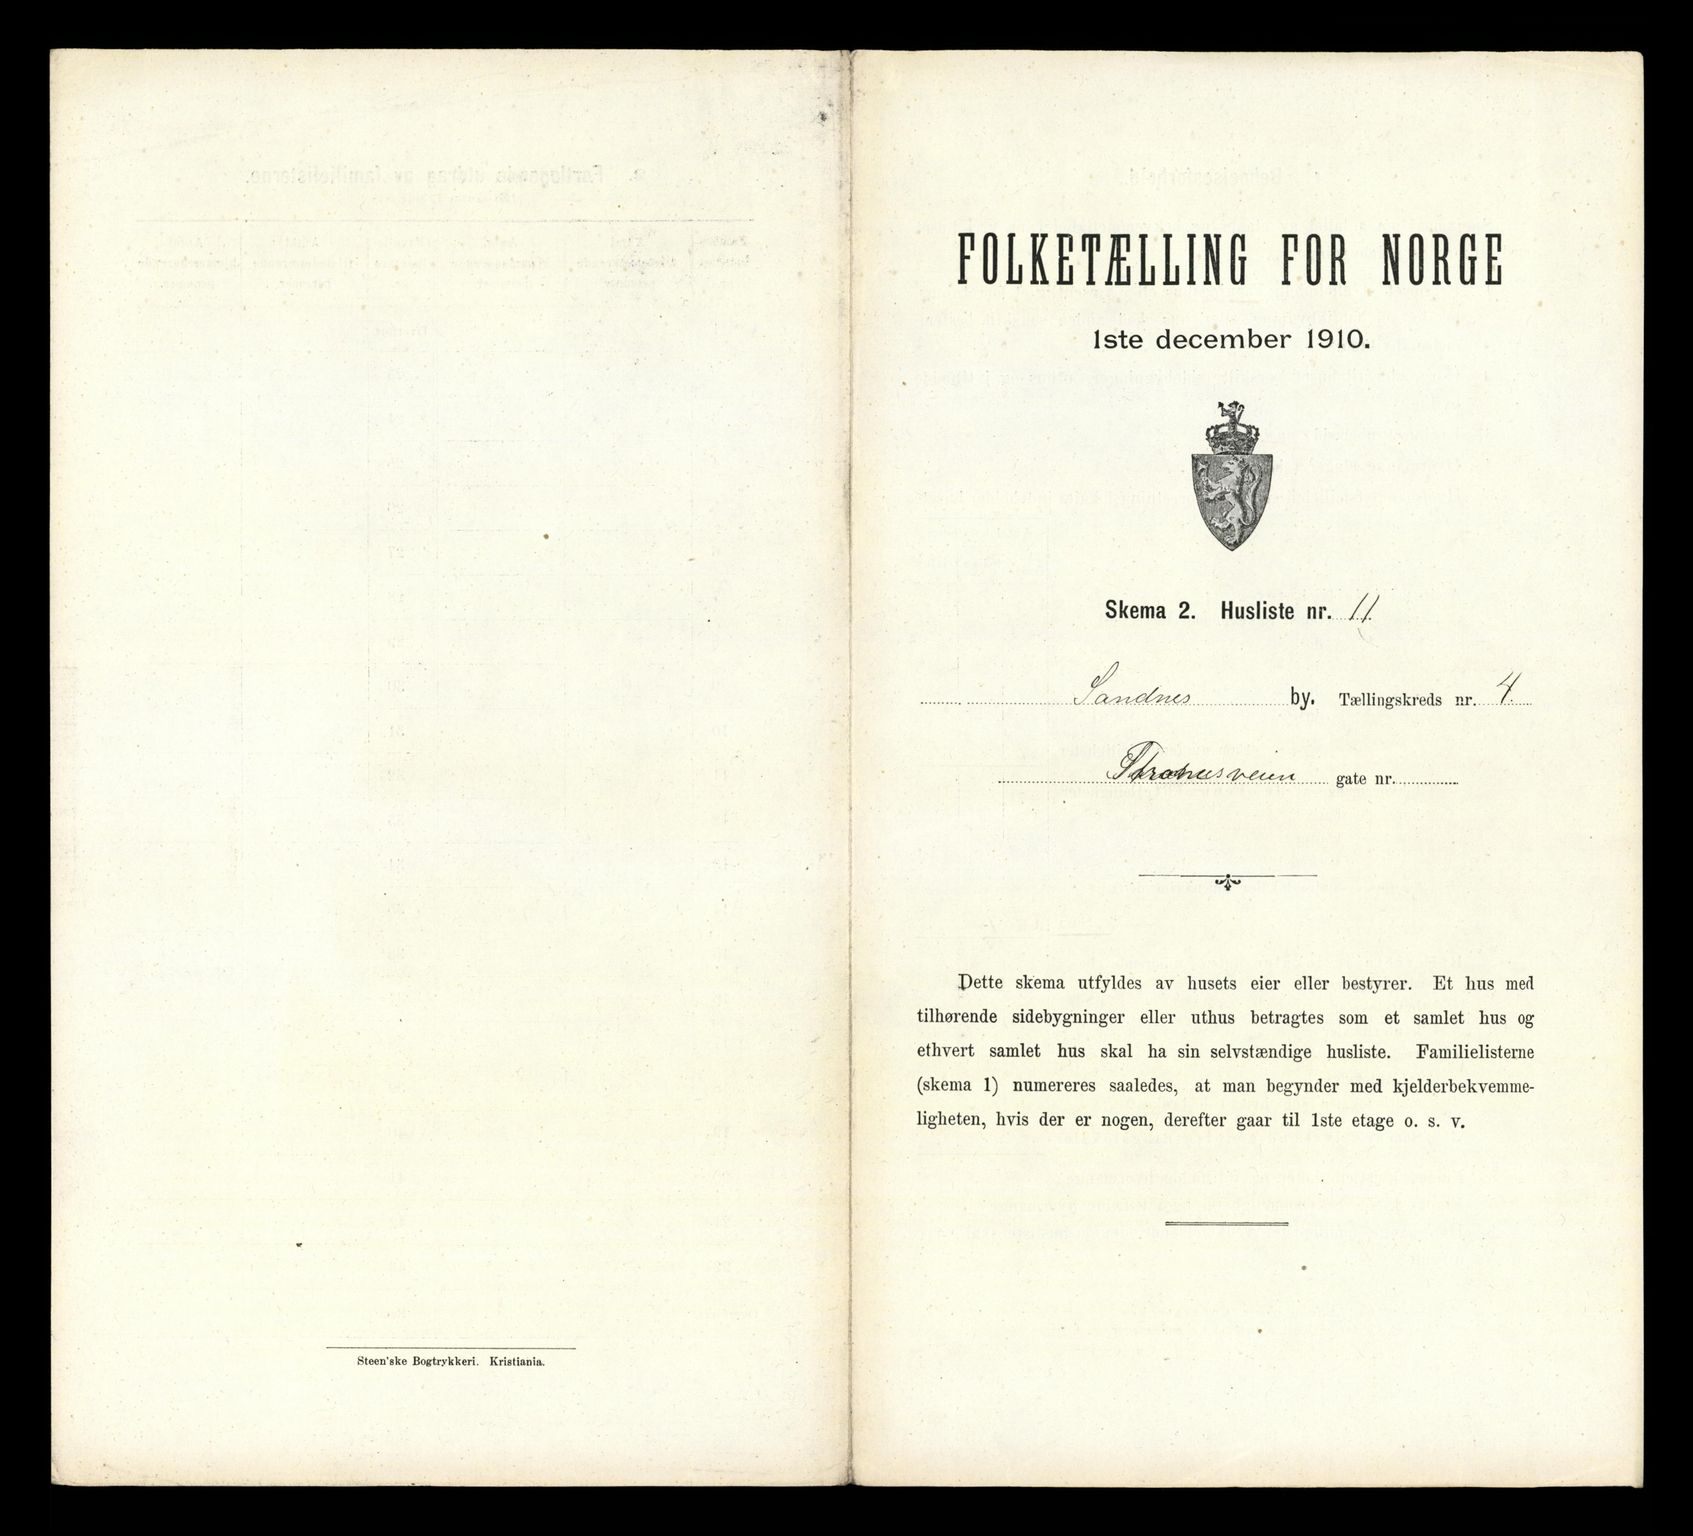 FOLKETÆLLING FOR NORGE
1ste december 1910.
Skema 2. Husliste nr. 11
Sandnes by. Tællingskreds nr. 4
gate nr.
Dette skema utfyldes av husets eier eller bestyrer. Et hus med
tilhørende sidebygninger eller uthus betragtes som et samlet hus og
ethvert samlet hus skal ha sin selvstændige husliste. Familielisterne
(skema 1) numereres saaledes, at man begynder med kjelderbekvemme-
ligheten, hvis der er nogen, derefter gaar til 1ste etage o. s. v.
Steen'ske Bogtrykkeri. Kristiania.